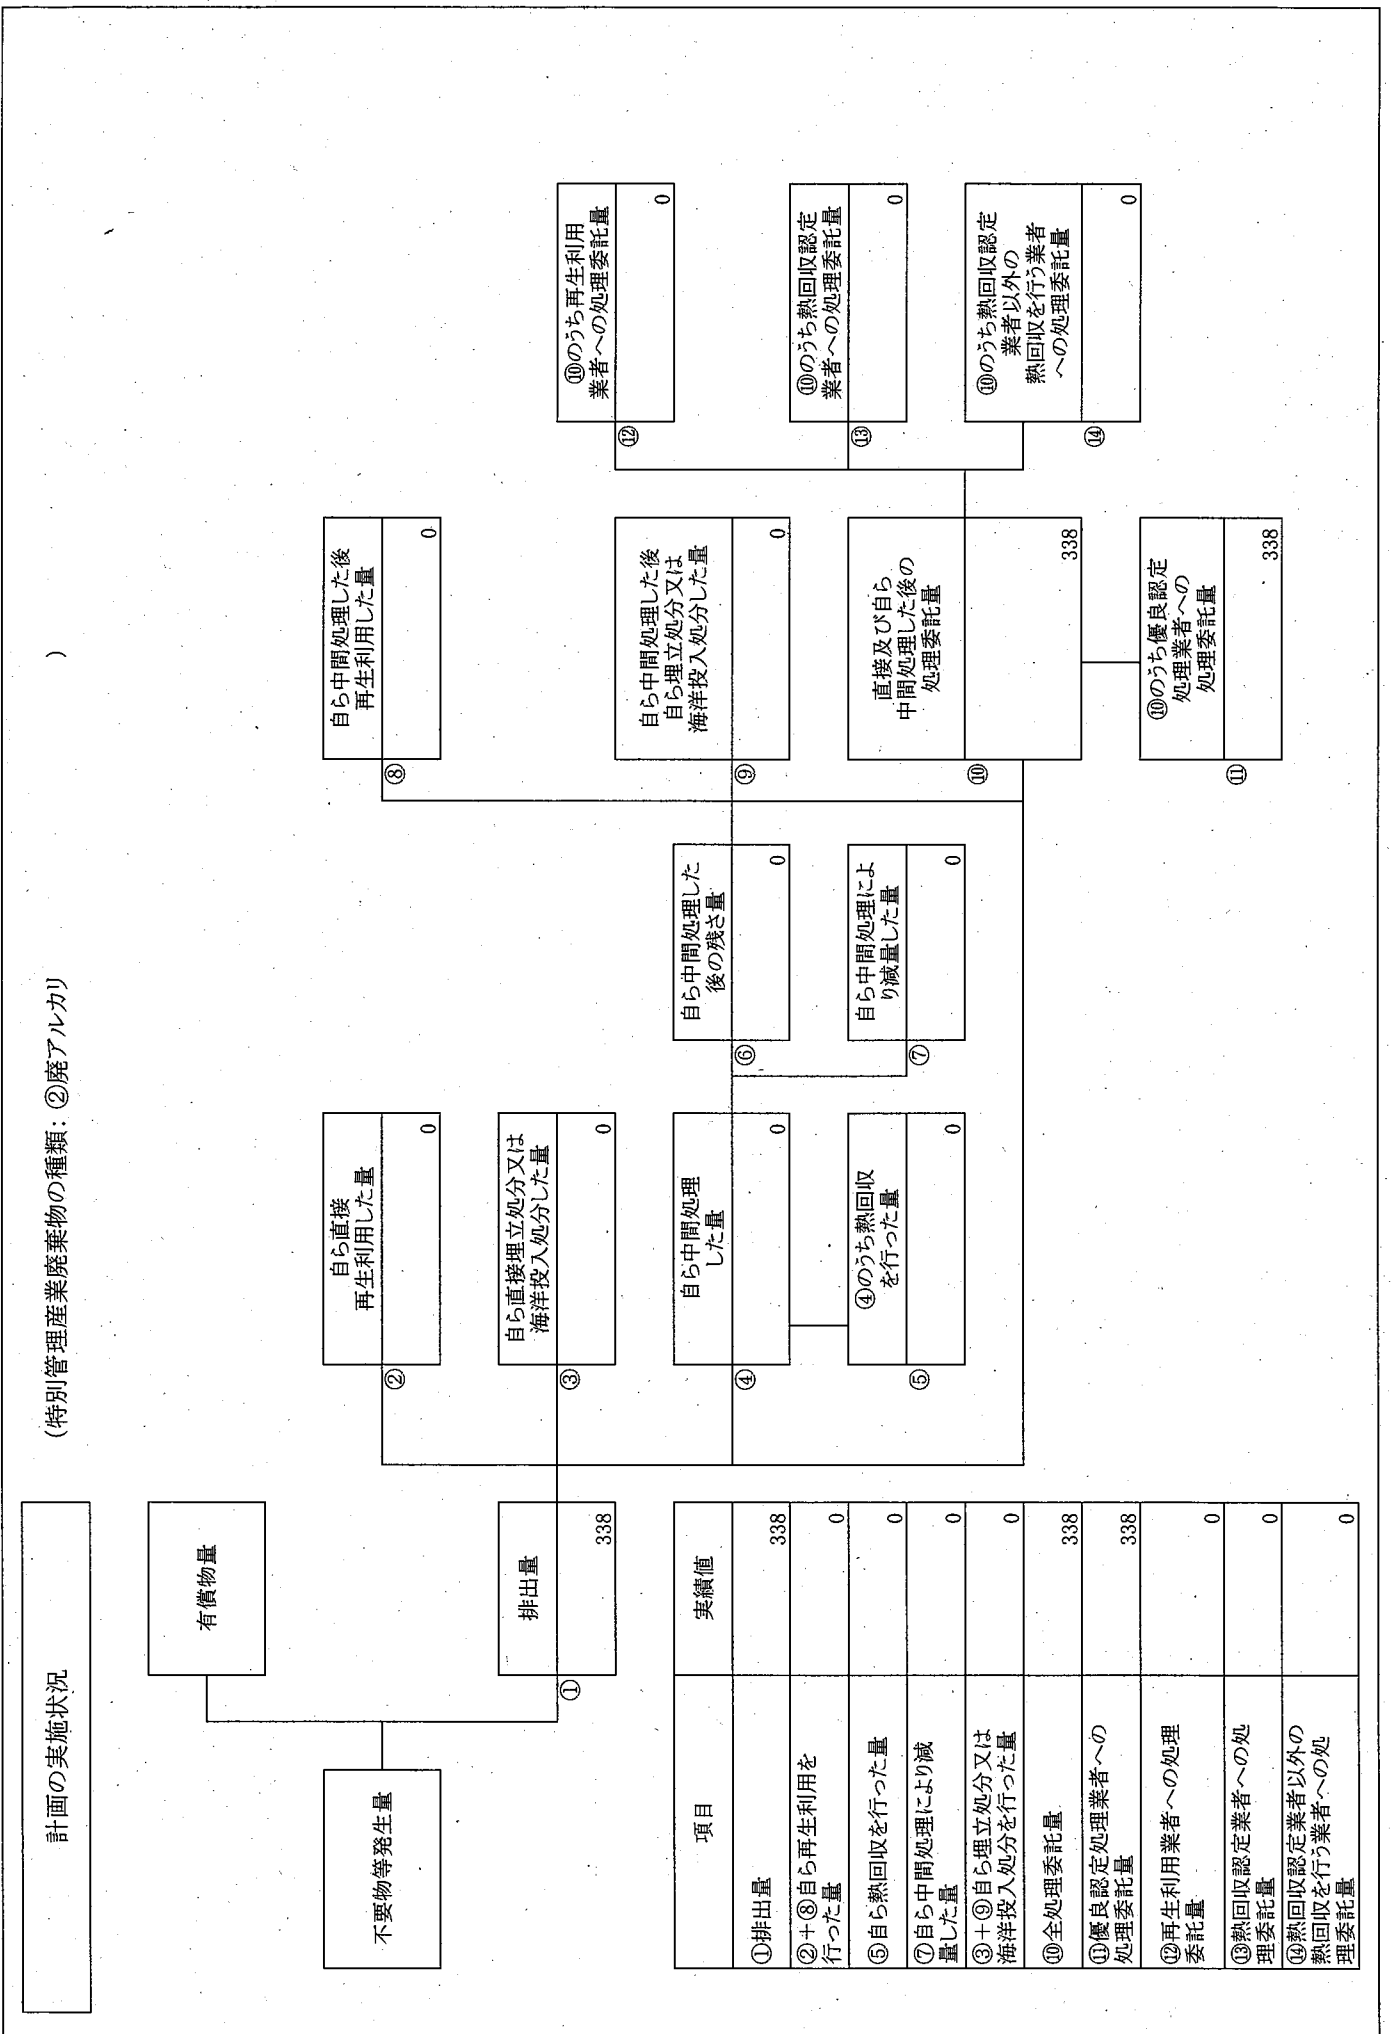 計画の実施状況
(特別管理産業廃棄物の種類：②廃アルカリ　　　　　　　　　　)
不要物等発生量
有償物量
①
排出量
338
②
自ら直接
再生利用した量
0
③
自ら直接埋立処分又は
海洋投入処分した量
0
④
自ら中間処理
した量
0
⑤
④のうち熱回収
を行った量
0
⑥
自ら中間処理した
後の残さ量
0
⑦
自ら中間処理によ
り減量した量
0
⑧
自ら中間処理した後
再生利用した量
0
⑨
自ら中間処理した後
自ら埋立処分又は
海洋投入処分した量
0
⑩
直接及び自ら
中間処理した後の
処理委託量
338
⑪
⑩のうち優良認定
処理業者への
処理委託量
338
⑫
⑩のうち再生利用
業者への処理委託量
0
⑬
⑩のうち熱回収認定
業者への処理委託量
0
⑭
⑩のうち熱回収認定
業者以外の
熱回収を行う業者
への処理委託量
0
項目 実績値
①排出量 338
②+⑧自ら再生利用を
行った量 0
⑤自ら熱回収を行った量 0
⑦自ら中間処理により減
量した量 0
③+⑨自ら埋立処分又は
海洋投入処分を行った量 0
⑩全処理委託量 338
⑪優良認定処理業者への
処理委託量 338
⑫再生利用業者への処理
委託量 0
⑬熱回収認定業者への処
理委託量 0
⑭熱回収認定業者以外の
熱回収を行う業者への処
理委託量 0